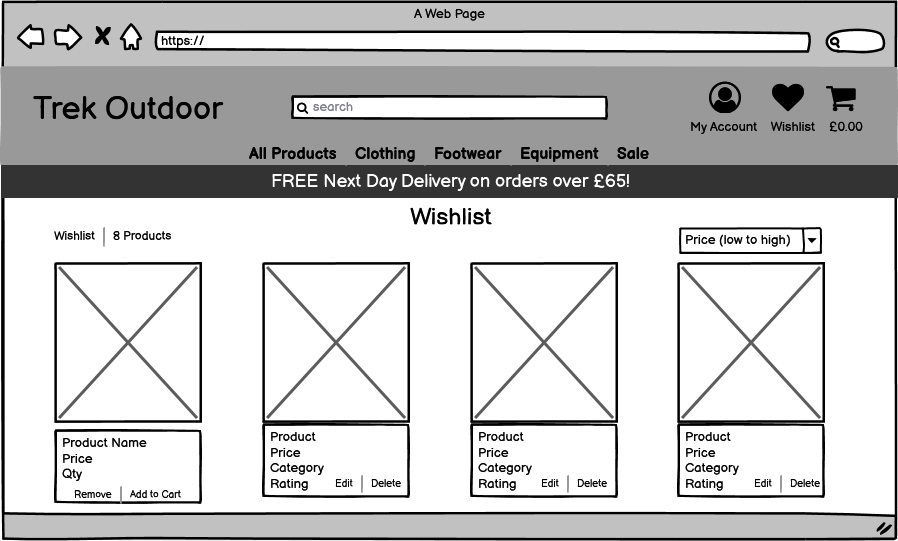 A Web Page
https://
Trek Outdoor
search
My Account Wishlist £0.00
All Products Clothing Footwear Equipment Sale
FREE Next Day Delivery on orders over £65!
Wishlist
Wishlist 8 Products
Price (low to high)
Product Name
Price
Qty
Remove Add to Cart
Product
Price
Category
Rating Edit Delete
Product
Price
Category
Rating Edit Delete
Product
Price
Category
Rating Edit Delete